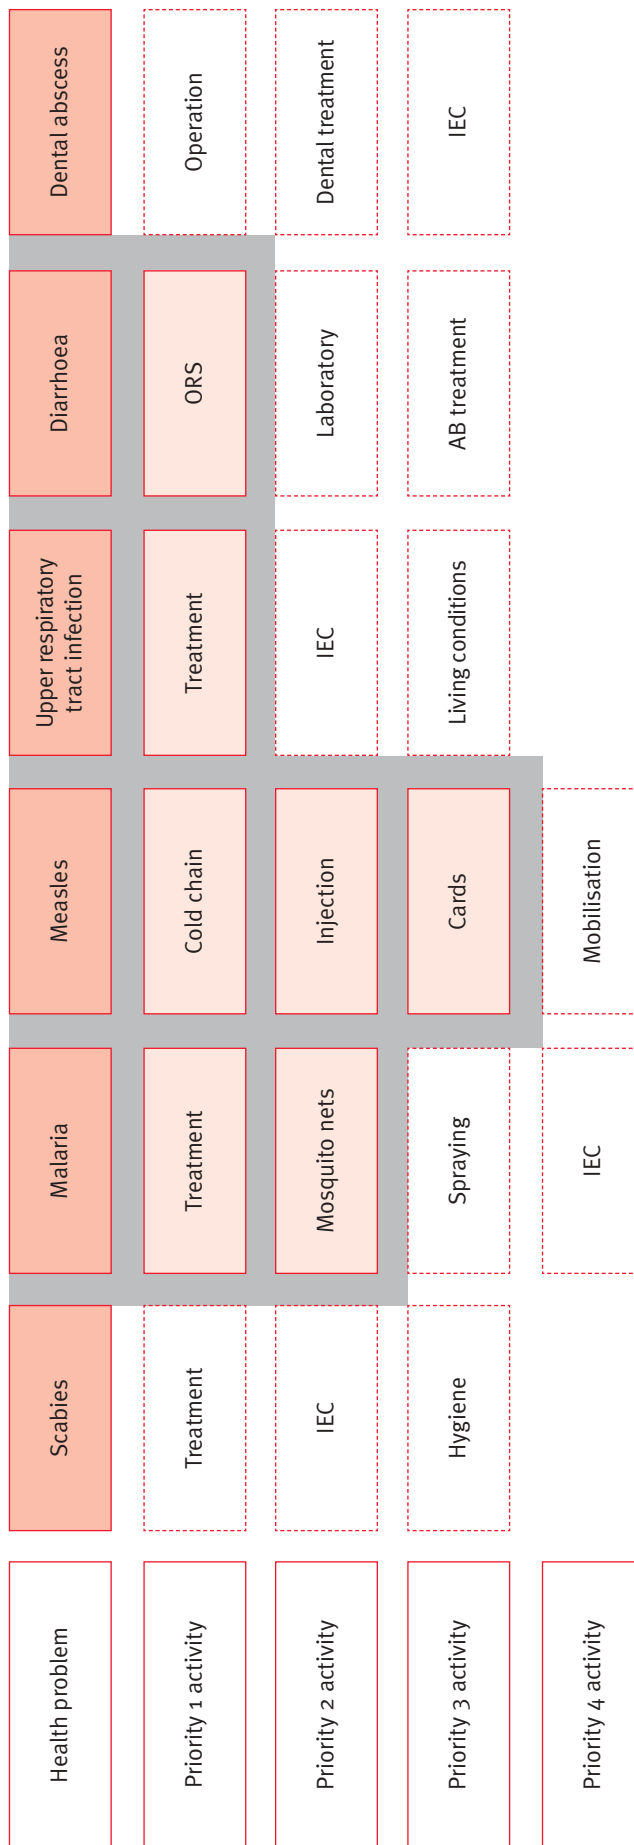 Health problem
Scabies
Malaria
Measles
Upper respiratory
tract infection
Diarrhoea
Dental abscess
Priority 1 activity
Treatment
Treatment
Cold chain
Treatment
ORS
Operation
Priority 2 activity
IEC
Mosquito nets
Injection
IEC
Laboratory
Dental treatment
Priority 3 activity
Hygiene
Spraying
Cards
Living conditions
AB treatment
IEC
Priority 4 activity
IEC
Mobilisation